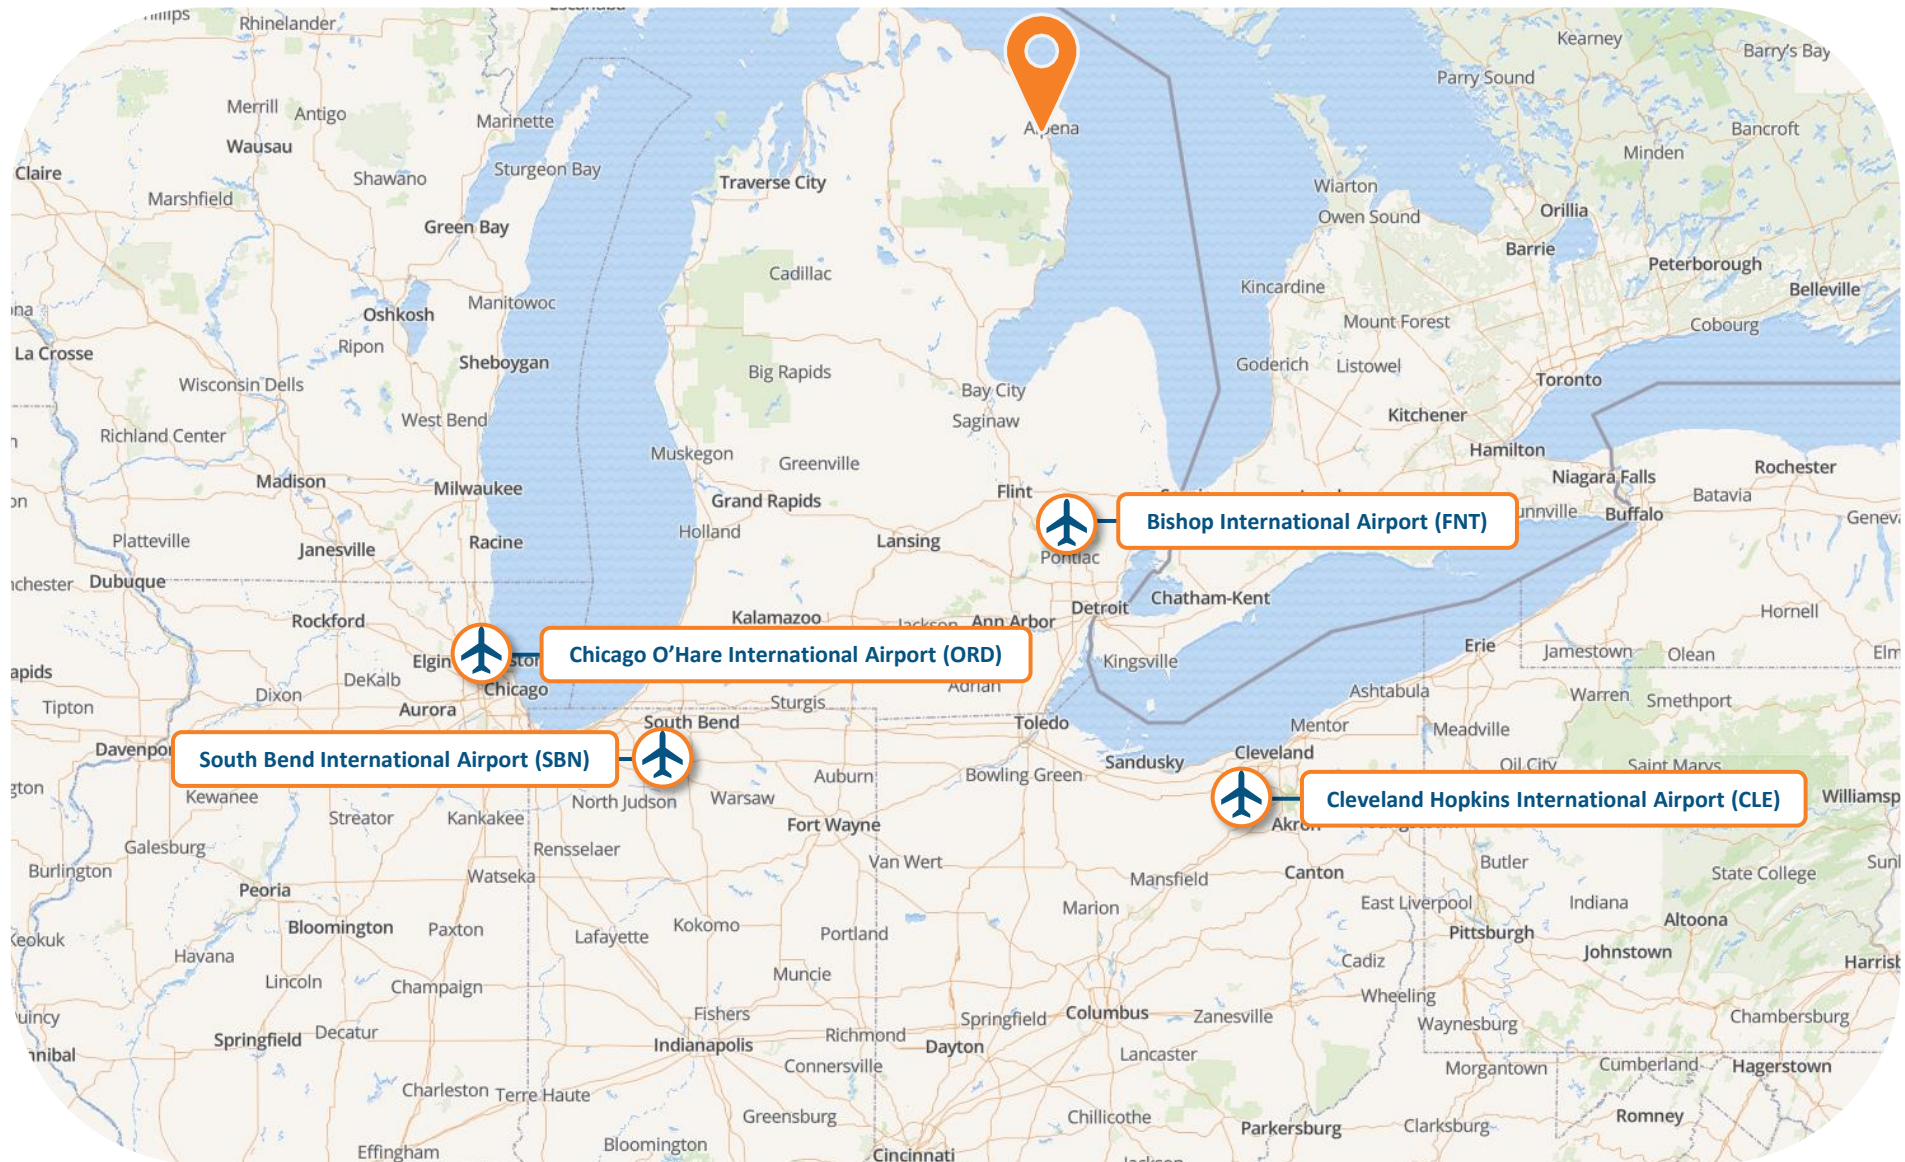 Rhinelander
Kearney
Barry's Bay
Parry Sound
Merrill
Antigo
Marinette
Alpena
Bancroft
Wausau
Minden
Claire
Shawano
Sturgeon Bay
Traverse City
Wiarton
Marshfield
Owen Sound
Orillia
Green Bay
Barrie
Peterborough
Cadillac
Kincardine
Belleville
Manitowoc
Oshkosh
Mount Forest
Cobourg
Ripon
La Crosse
Sheboygan
Big Rapids
Goderich
Listowel
Toronto
Wisconsin Dells
Bay City
West Bend
Saginaw
Kitchener
Richland Center
Muskegon
Greenville
Hamilton
Niagara Falls
Rochester
Madison
Milwaukee
Grand Rapids
Flint
Batavia
Bishop International Airport (FNT)
Buffalo
Geneva
Platteville
Janesville
Racine
Holland
Lansing
Pontiac
Dubuque
Chatham-Kent
Detroit
Rockford
Kalamazoo
Jackson
Ann Arbor
Hornell
Elgin
Chicago O'Hare International Airport (ORD)
Kingsville
Erie
Jamestown
Olean
DeKalb
Chicago
Adrian
Dixon
Aurora
Sturgis
Ashtabula
Warren
Smethport
Tipton
South Bend
Toledo
Mentor
Meadville
South Bend International Airport (SBN)
Cleveland
Sandusky
Oil City
Saint Marys
Auburn
Bowling Green
Kewanee
North Judson
Warsaw
Cleveland Hopkins International Airport (CLE)
Streator
Kankakee
Fort Wayne
Akron
Galesburg
Rensselaer
Van Wert
Butler
Burlington
Watseka
Mansfield
Canton
State College
Peoria
Marion
East Liverpool
Indiana
Altoona
Bloomington
Paxton
Lafayette
Kokomo
Portland
Pittsburgh
Johnstown
Keokuk
Havana
Muncie
Cadiz
Lincoln
Champaign
Wheeling
Fishers
Springfield
Columbus
Zanesville
Waynesburg
Chambersburg
Springfield
Decatur
Indianapolis
Richmond
Dayton
Lancaster
Connersville
Morgantown
Cumberland
Hagerstown
Charleston
Terre Haute
Greensburg
Chillicothe
Parkersburg
Clarksburg
Romney
Effingham
Bloomington
Cincinnati